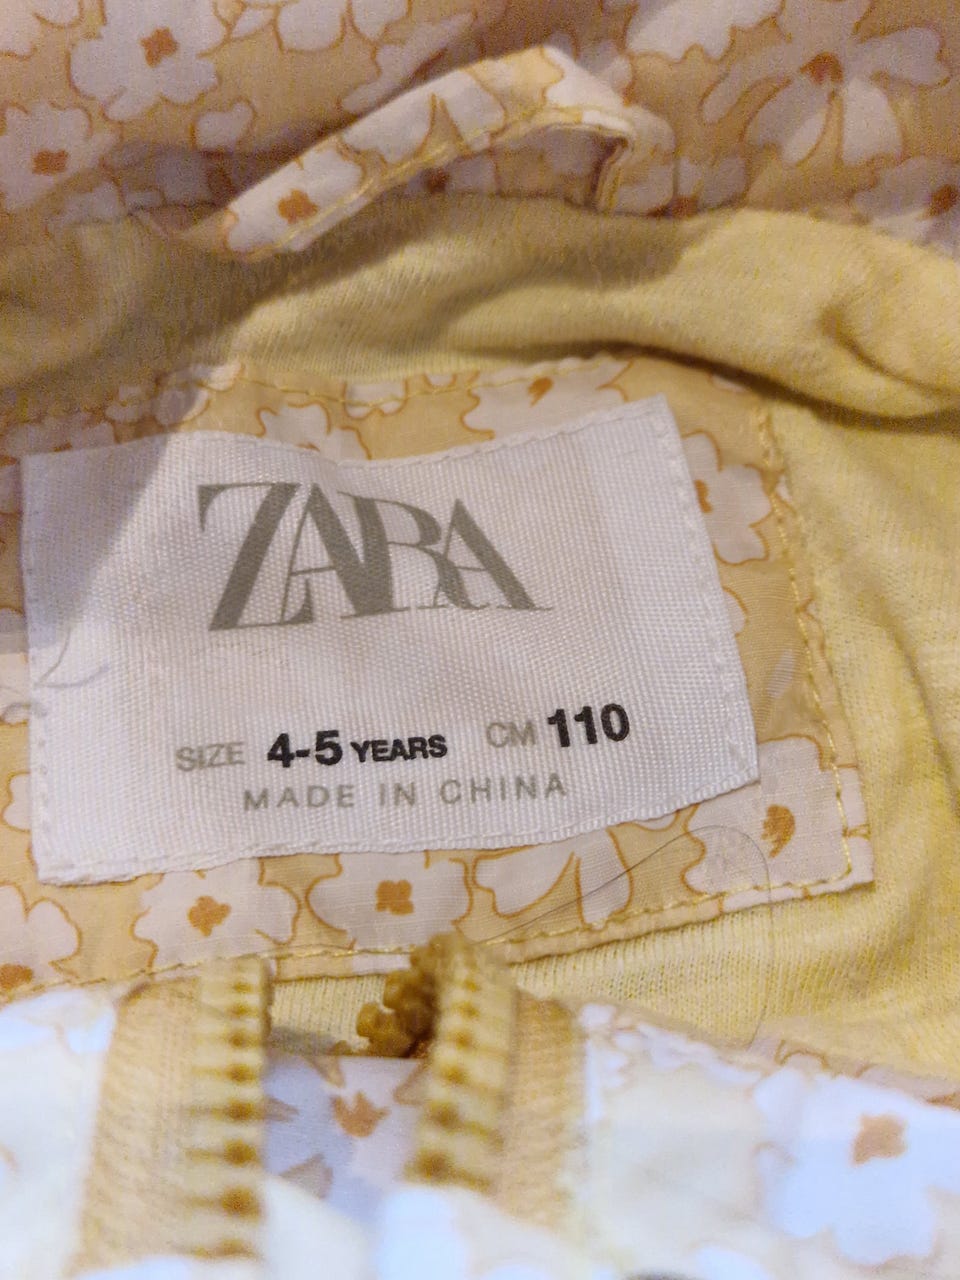 ZARA
SIZE 4-5 YEARS CM 110
MADE IN CHINA